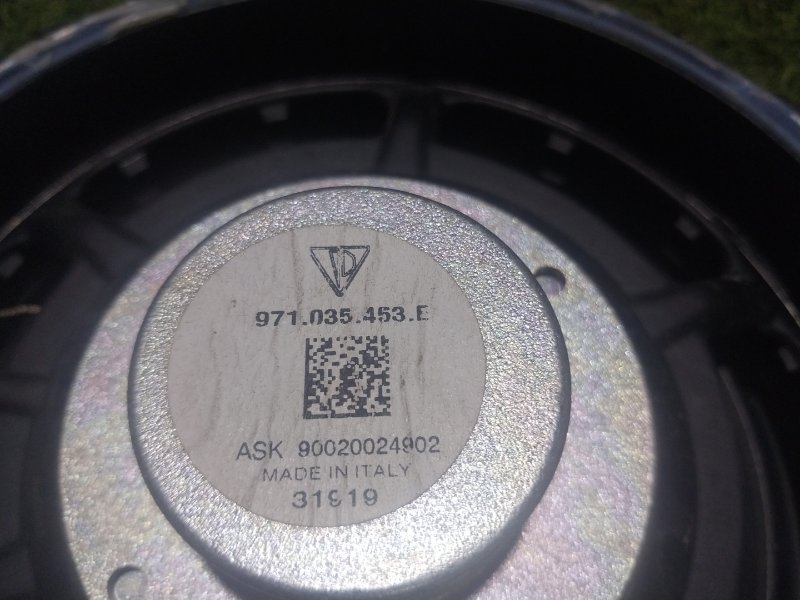 971.035.453.E
ASK 90020024902
MADE IN ITALY
31919